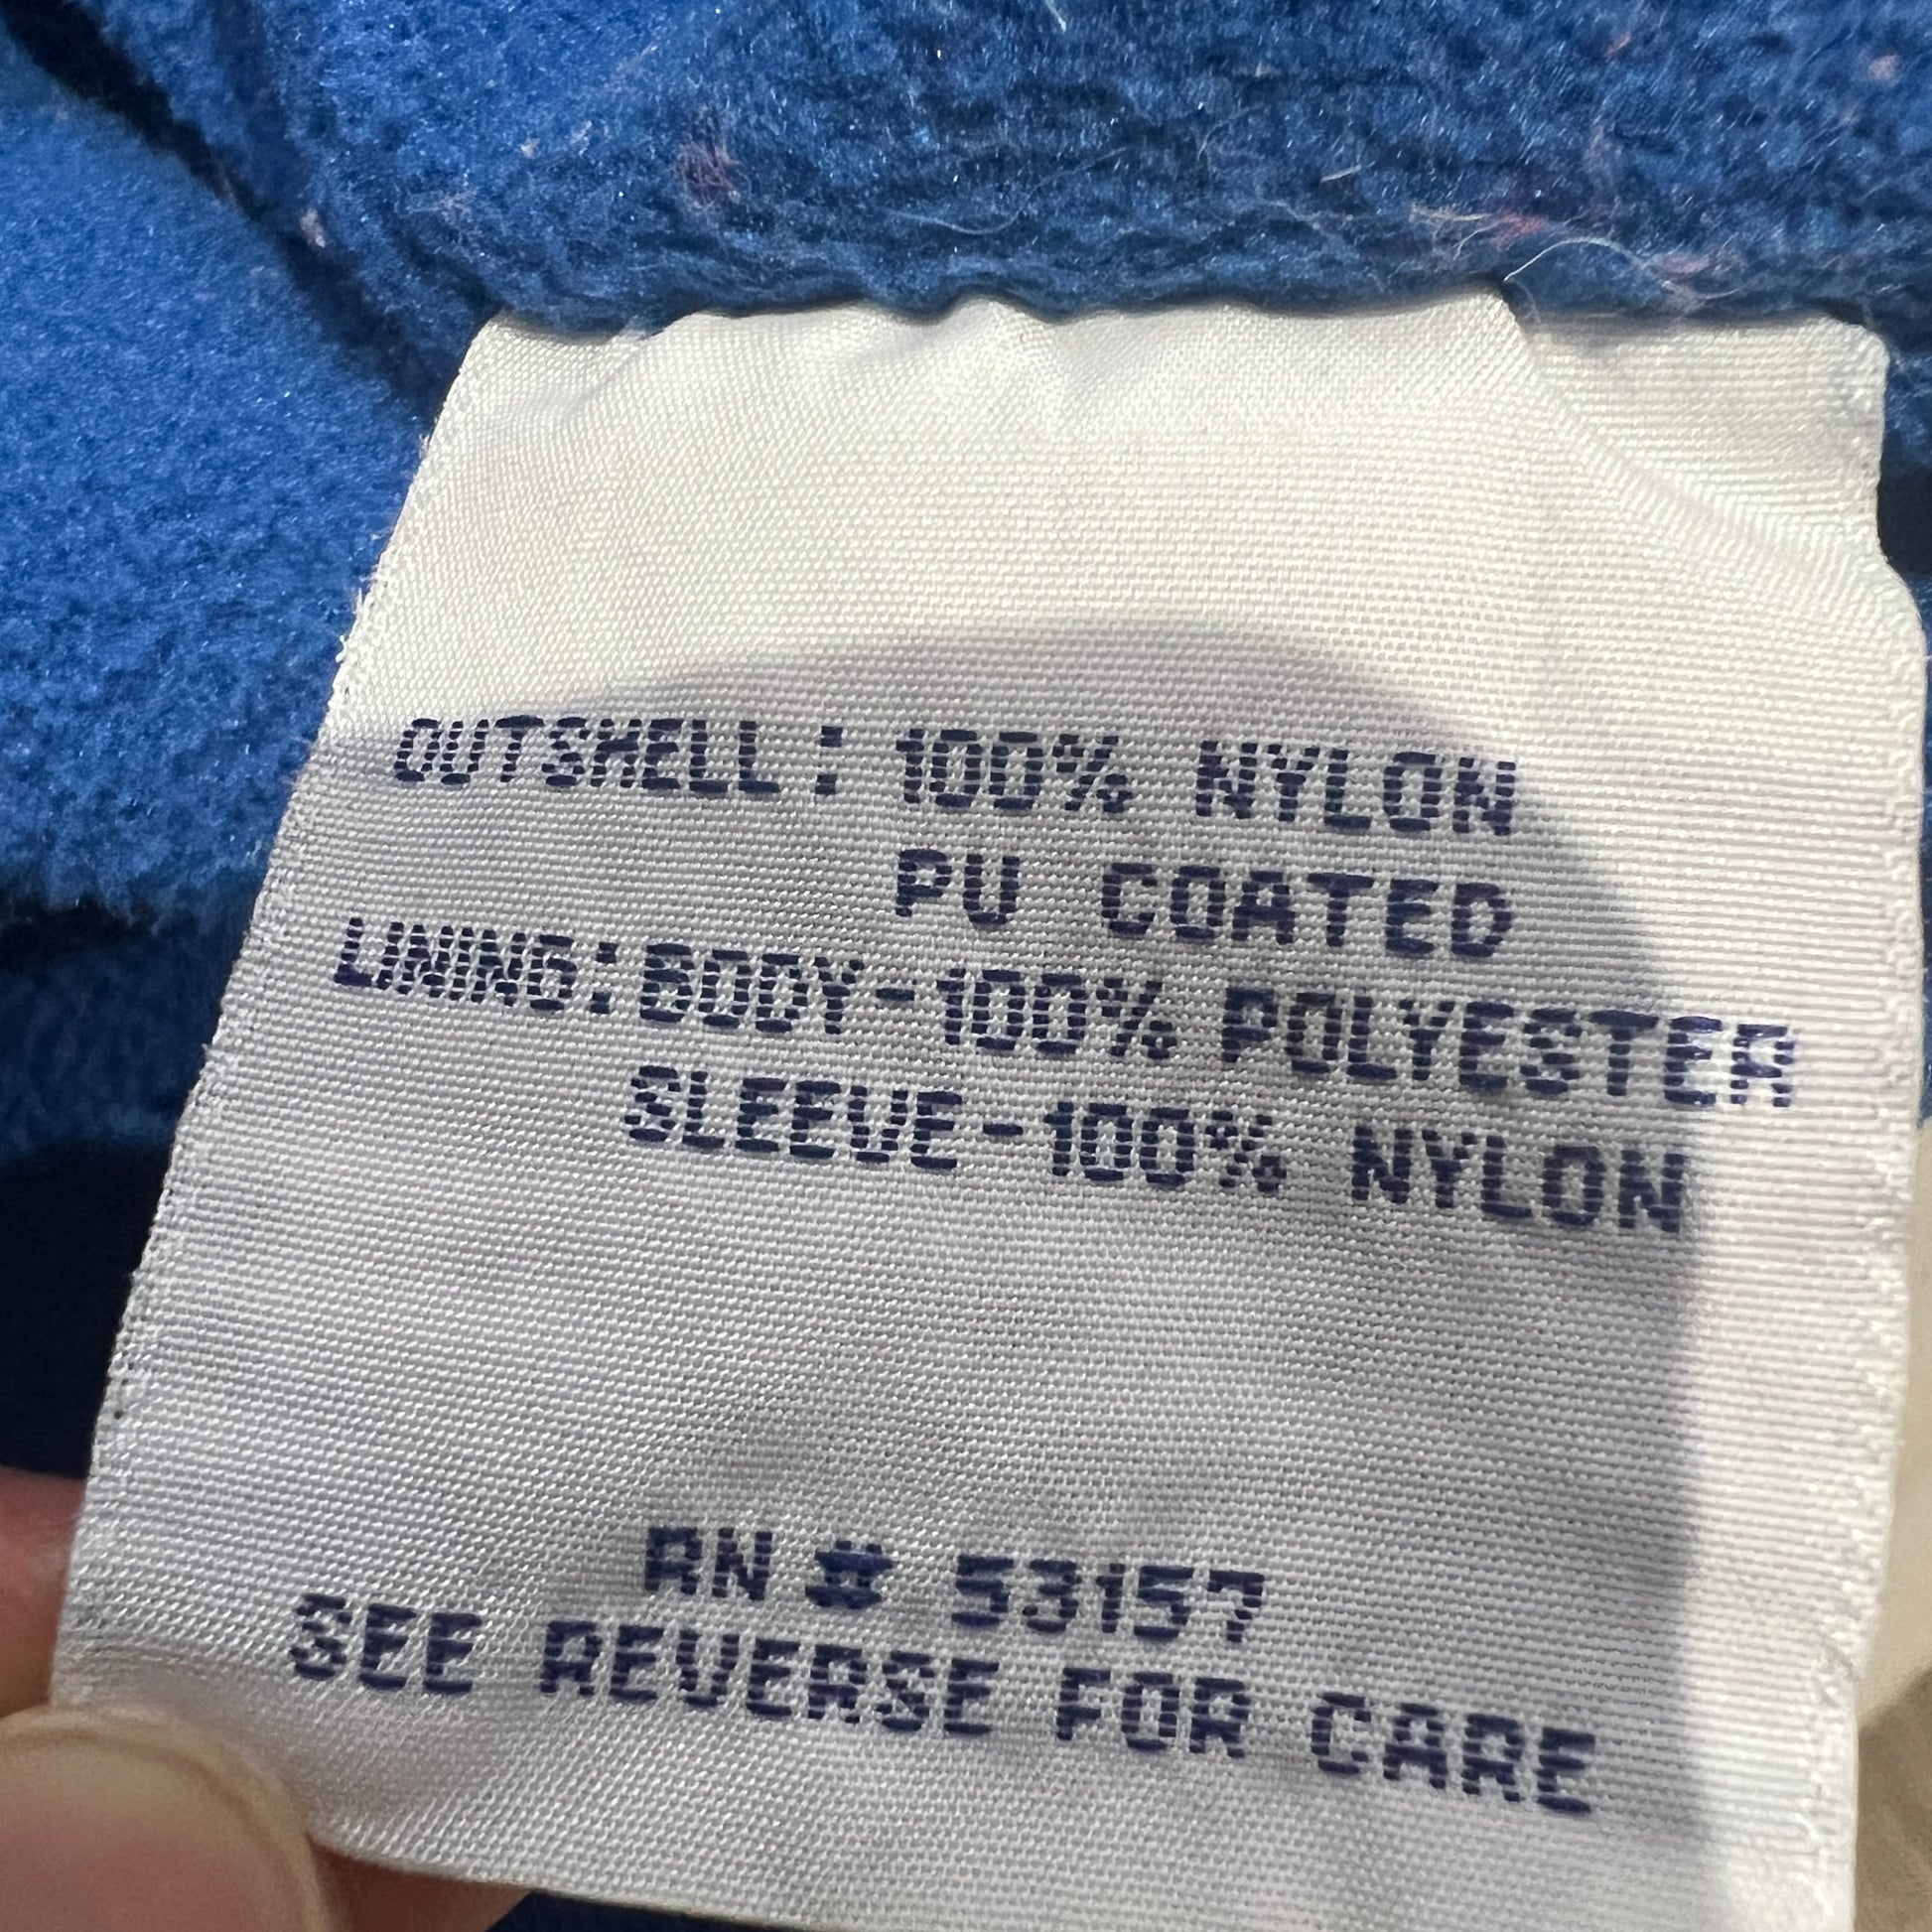 OUTSHELL: 100% NYLON
PU COATED
LINING: BODY-100% POLYESTER
SLEEVE-100% NYLON
RN # 53157
SEE REVERSE FOR CARE